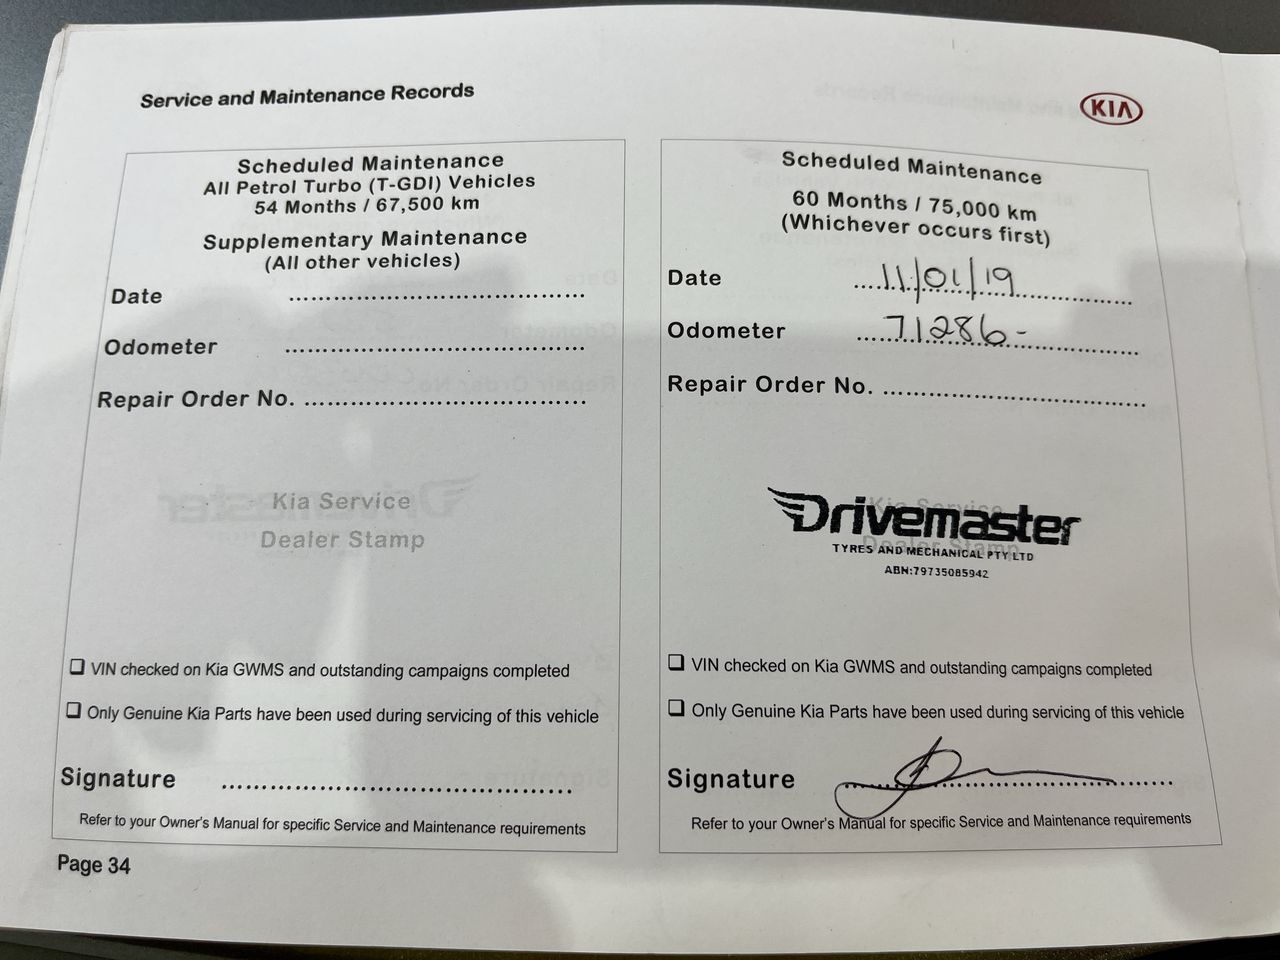 Service and Maintenance Records
KIA
Scheduled Maintenance
All Petrol Turbo (T-GDI) Vehicles
54 Months / 67,500 km
Supplementary Maintenance
(All other vehicles)
Date ....................................
Odometer ....................................
Repair Order No. ....................................
Kia Service
Dealer Stamp
❑ VIN checked on Kia GWMS and outstanding campaigns completed
❑ Only Genuine Kia Parts have been used during servicing of this vehicle
Signature ....................................
Refer to your Owner's Manual for specific Service and Maintenance requirements
Page 34
Scheduled Maintenance
60 Months / 75,000 km
(Whichever occurs first)
Date 11/01/19
Odometer 71286-
Repair Order No. ....................................
Kia Service
Drivemaster
Dealer Stamp
TYRES AND MECHANICAL PTY LTD
ABN:79735085942
❑ VIN checked on Kia GWMS and outstanding campaigns completed
❑ Only Genuine Kia Parts have been used during servicing of this vehicle
Signature ....................................
Refer to your Owner's Manual for specific Service and Maintenance requirements